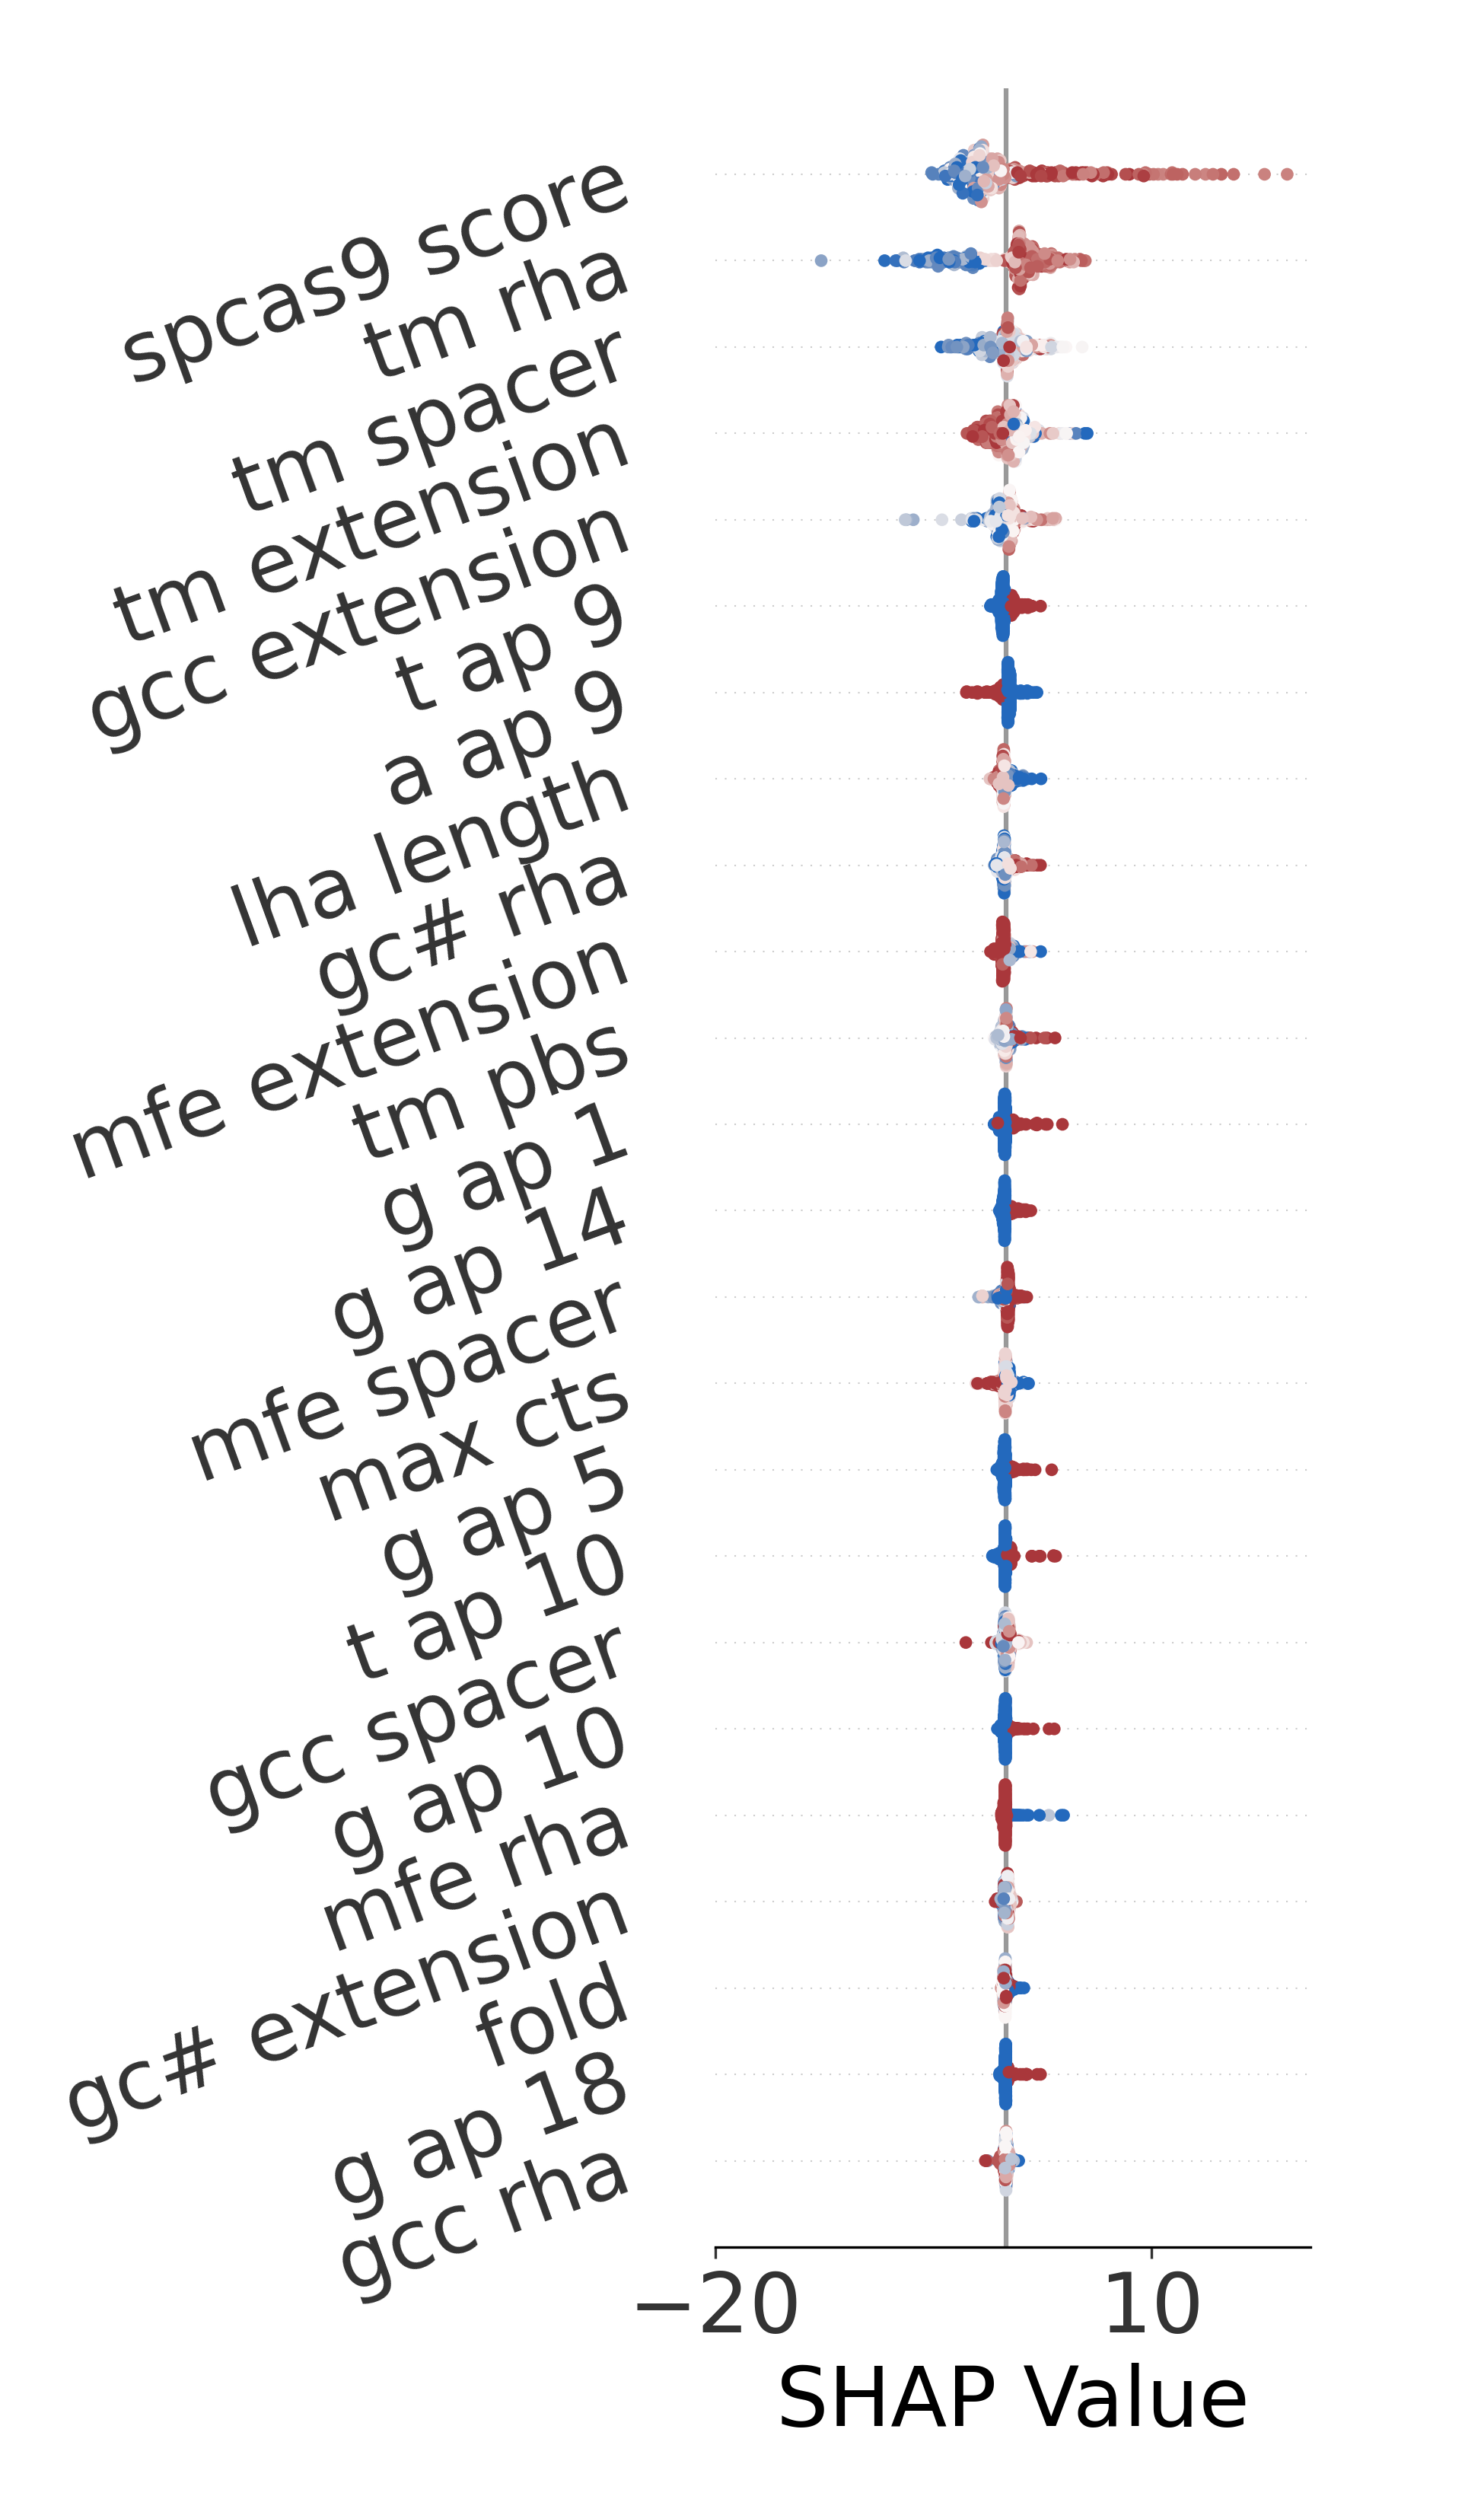 spcas9 score
tm rha
tm spacer
tm extension
gcc extension
t ap 9
a ap 9
lha length
gc# rha
mfe extension
tm pbs
g ap 1
g ap 14
mfe spacer
max cts
g ap 5
t ap 10
gcc spacer
g ap 10
mfe rha
gc# extension
fold
g ap 18
gcc rha
−20 10
SHAP Value